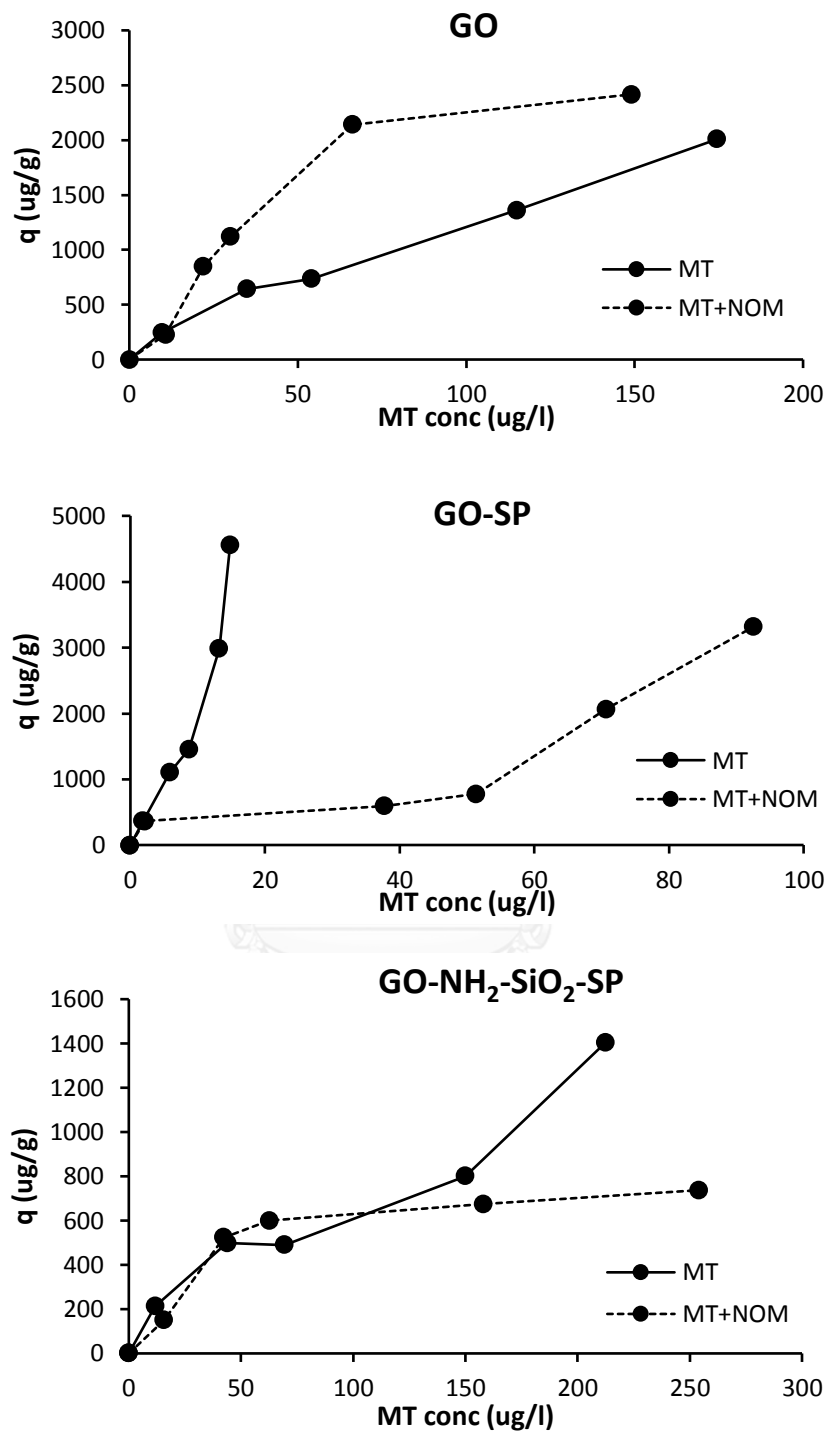 GO
3000
2500
2000
1500
1000
500
0
q (ug/g)
MT
MT+NOM
0 50 100 150 200
MT conc (ug/l)
GO-SP
5000
4000
3000
2000
1000
0
q (ug/g)
MT
MT+NOM
0 20 40 60 80 100
MT conc (ug/l)
GO-NH₂-SiO₂-SP
1600
1400
1200
1000
800
600
400
200
0
q (ug/g)
MT
MT+NOM
0 50 100 150 200 250 300
MT conc (ug/l)